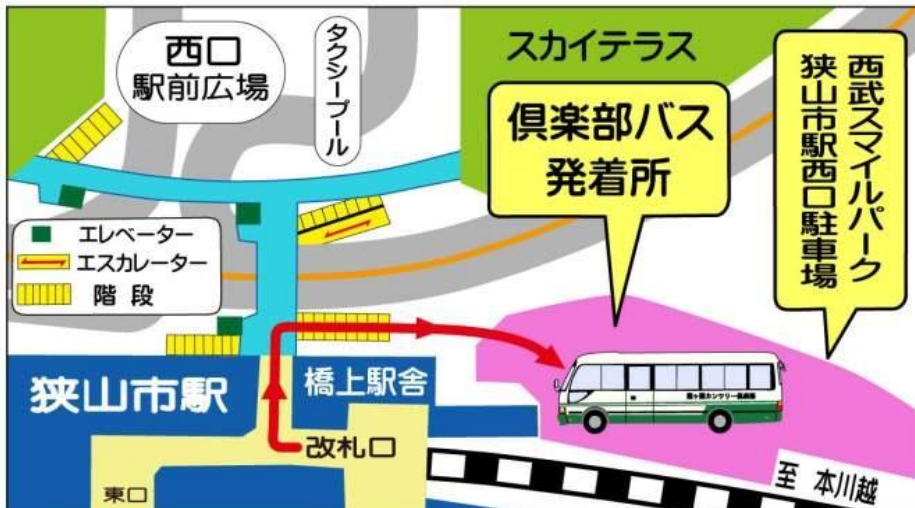 西口
駅前広場
タクシープール
スカイテラス
倶楽部バス
発着所
西武スマイルパーク
狭山市駅西口駐車場
エレベーター
エスカレーター
階段
狭山市駅
橋上駅舎
改札口
東口
至 本川越